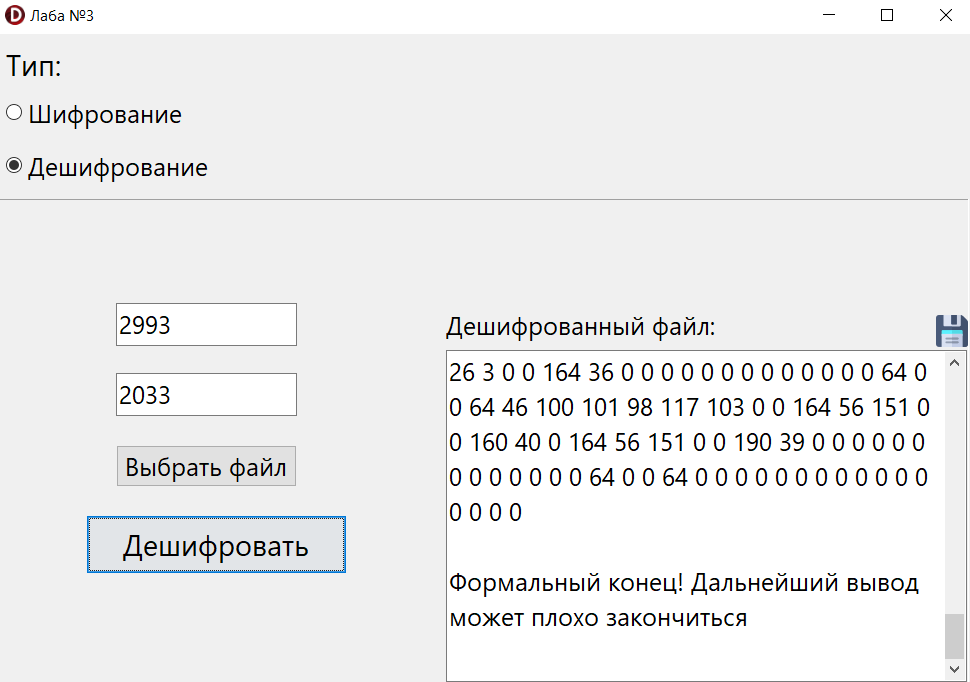 Лаба №3
Тип:
Шифрование
Дешифрование
2993
2033
Выбрать файл
Дешифровать
Дешифрованный файл:
26 3 0 0 164 36 0 0 0 0 0 0 0 0 0 0 0 0 0 64 0
0 64 46 100 101 98 117 103 0 0 164 56 151 0
0 160 40 0 164 56 151 0 0 190 39 0 0 0 0 0 0
0 0 0 0 0 0 0 64 0 0 64 0 0 0 0 0 0 0 0 0 0 0 0
0 0 0 0
Формальный конец! Дальнейший вывод
может плохо закончиться